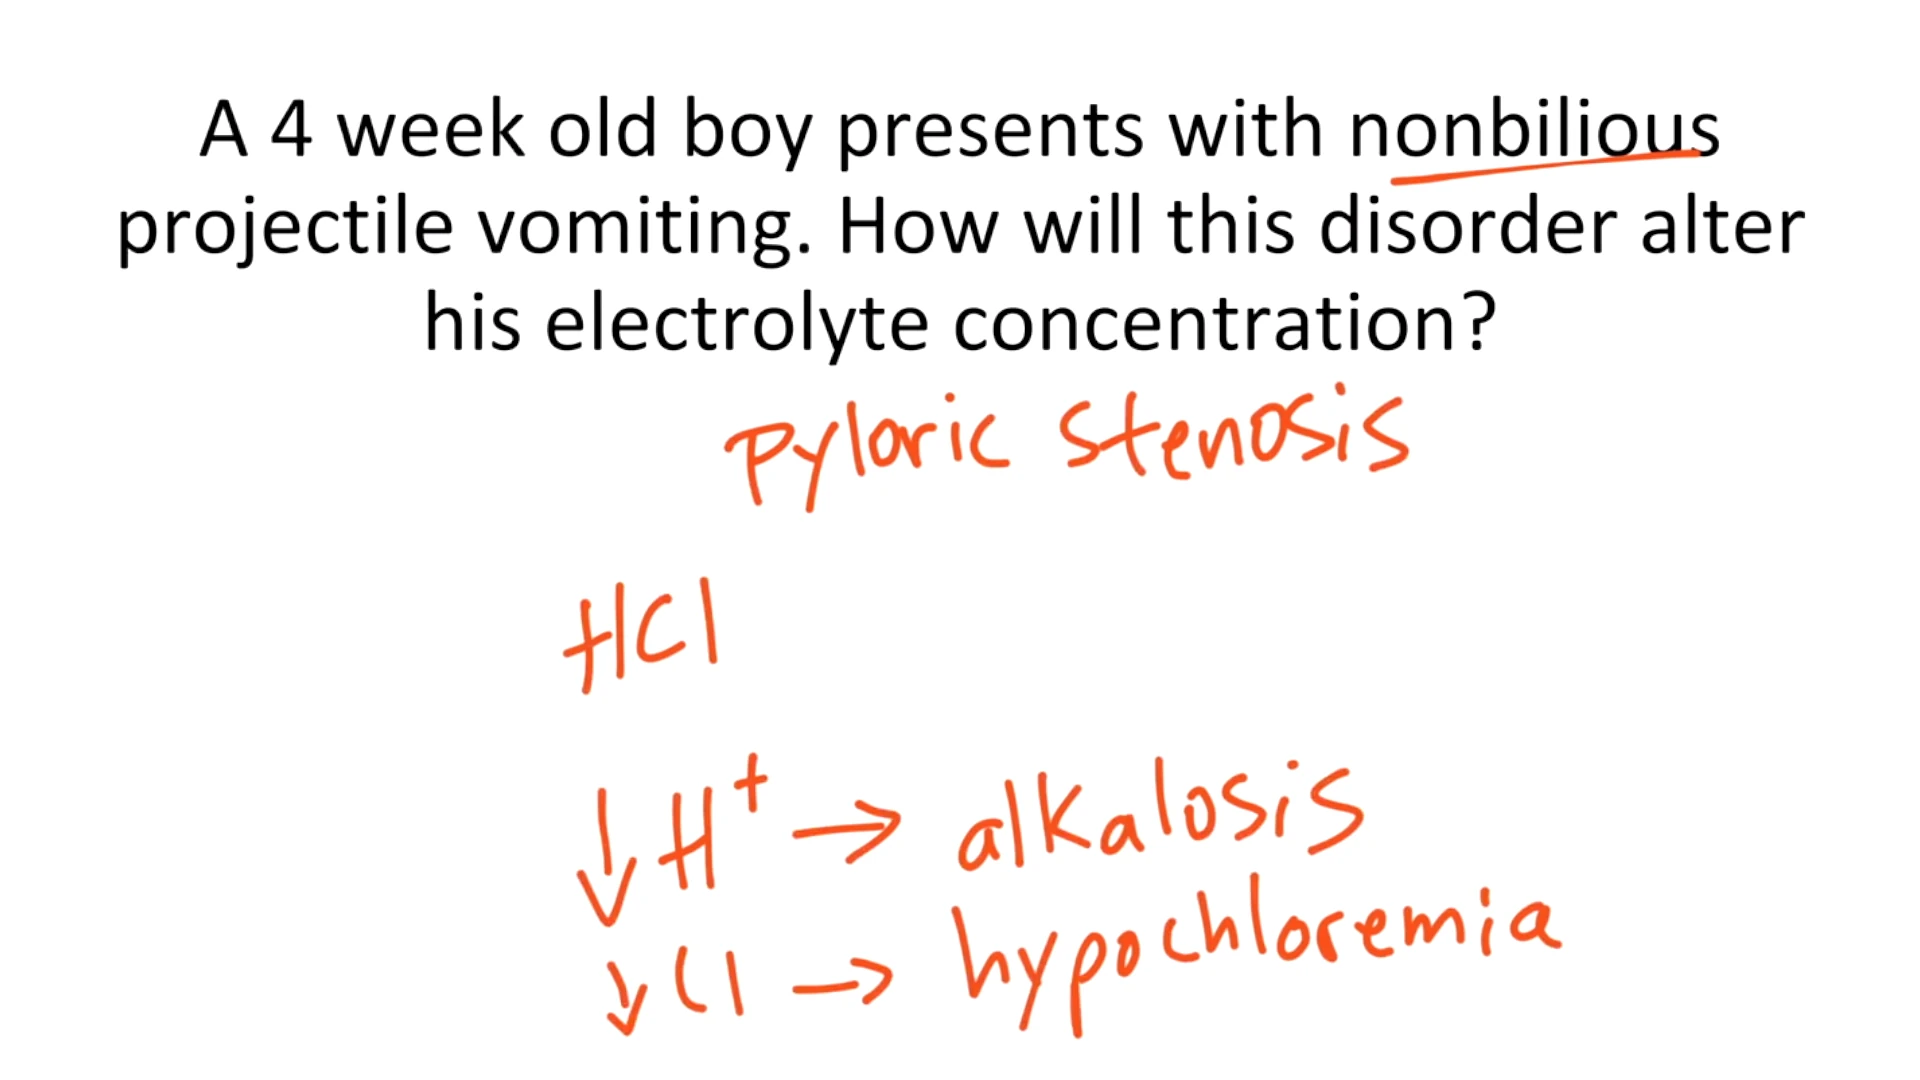 A 4 week old boy presents with nonbilious
projectile vomiting. How will this disorder alter
his electrolyte concentration?
Pyloric stenosis
HCl
↓ H⁺ → alkalosis
↓ Cl → hypochloremia